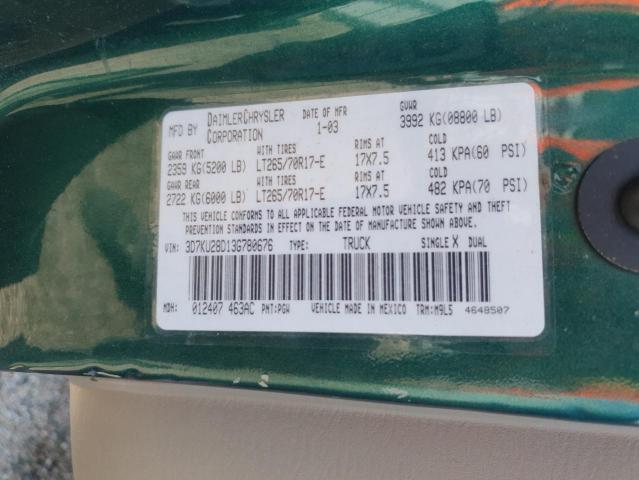 MFD BY DAIMLERCHRYSLER CORPORATION DATE OF MFR 1-03 GVWR 3992 KG(08800 LB)
GAWR FRONT WITH TIRES RIMS AT COLD
2359 KG(5200 LB) LT265/70R17-E 17X7.5 413 KPA(60 PSI)
GAWR REAR WITH TIRES RIMS AT COLD
2722 KG(6000 LB) LT265/70R17-E 17X7.5 482 KPA(70 PSI)
THIS VEHICLE CONFORMS TO ALL APPLICABLE FEDERAL MOTOR VEHICLE SAFETY AND THEFT
PREVENTION STANDARDS IN EFFECT ON THE DATE OF MANUFACTURE SHOWN ABOVE.
VIN: 3D7KU28D13G780676 TYPE: TRUCK SINGLE X DUAL
MDH: 012407 463AC PNT:PGW VEHICLE MADE IN MEXICO TRM:M9L5 4648507